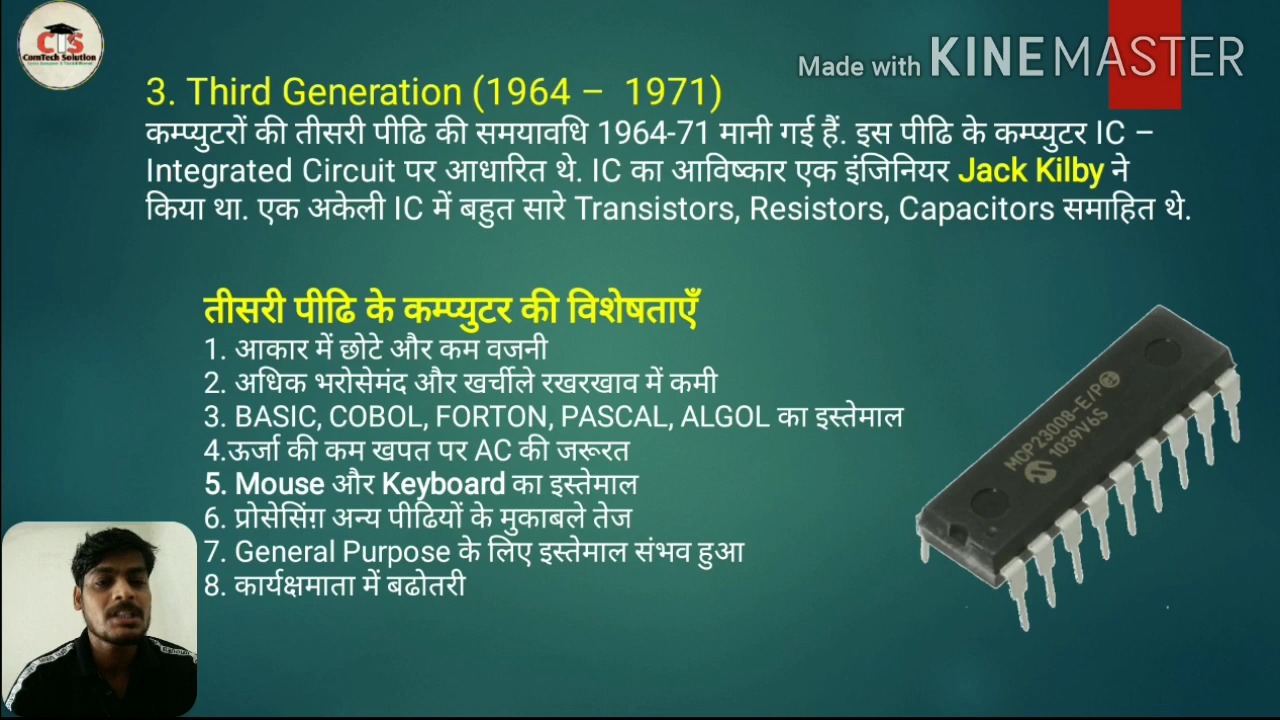 CTS
ComTech Solution
Made with KINEMASTER
3. Third Generation (1964 – 1971)
कम्प्युटरों की तीसरी पीढि की समयावधि 1964-71 मानी गई हैं. इस पीढि के कम्प्युटर IC –
Integrated Circuit पर आधारित थे. IC का आविष्कार एक इंजिनियर Jack Kilby ने
किया था. एक अकेली IC में बहुत सारे Transistors, Resistors, Capacitors समाहित थे.
तीसरी पीढि के कम्प्युटर की विशेषताएँ
1. आकार में छोटे और कम वजनी
2. अधिक भरोसेमंद और खर्चीले रखरखाव में कमी
3. BASIC, COBOL, FORTON, PASCAL, ALGOL का इस्तेमाल
4.ऊर्जा की कम खपत पर AC की जरूरत
5. Mouse और Keyboard का इस्तेमाल
6. प्रोसेसिंग़ अन्य पीढियों के मुकाबले तेज
7. General Purpose के लिए इस्तेमाल संभव हुआ
8. कार्यक्षमाता में बढोतरी
MCP23008-E/P
1039V6S